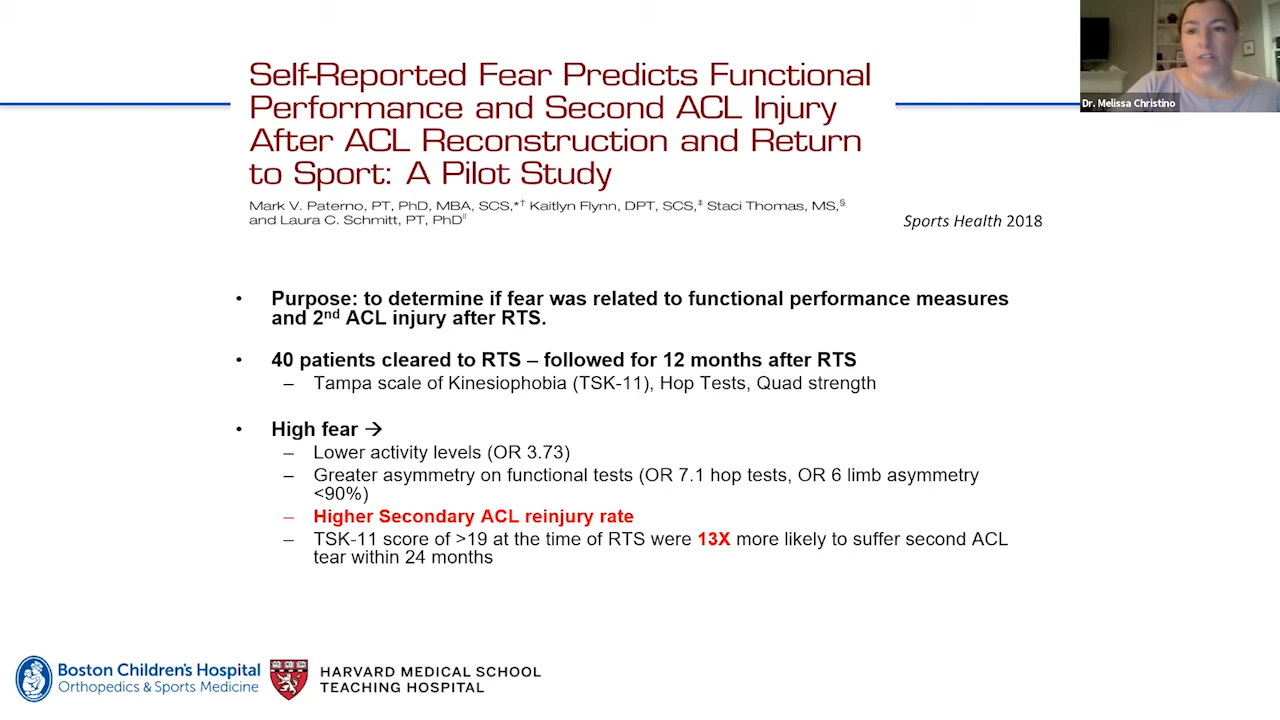 Self-Reported Fear Predicts Functional
Performance and Second ACL Injury
After ACL Reconstruction and Return
to Sport: A Pilot Study
Mark V. Paterno, PT, PhD, MBA, SCS,*† Kaitlyn Flynn, DPT, SCS,‡ Staci Thomas, MS,§
and Laura C. Schmitt, PT, PhD||
Sports Health 2018
Dr. Melissa Christino
• Purpose: to determine if fear was related to functional performance measures
and 2nd ACL injury after RTS.
• 40 patients cleared to RTS – followed for 12 months after RTS
– Tampa scale of Kinesiophobia (TSK-11), Hop Tests, Quad strength
• High fear →
– Lower activity levels (OR 3.73)
– Greater asymmetry on functional tests (OR 7.1 hop tests, OR 6 limb asymmetry
<90%)
– Higher Secondary ACL reinjury rate
– TSK-11 score of >19 at the time of RTS were 13X more likely to suffer second ACL
tear within 24 months
Boston Children's Hospital
Orthopedics & Sports Medicine
HARVARD MEDICAL SCHOOL
TEACHING HOSPITAL